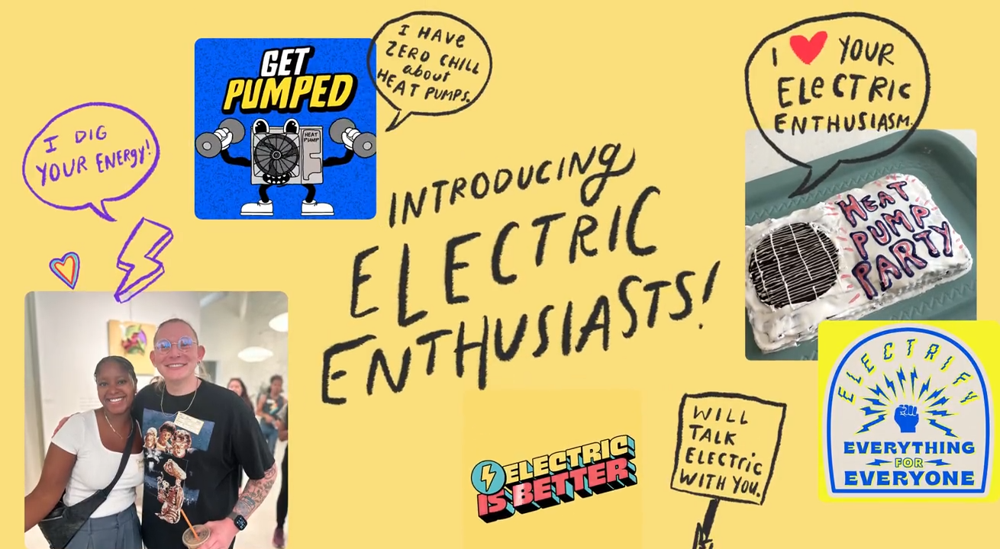 I DIG
YOUR ENERGY!
GET
PUMPED
HEAT
PUMP
I HAVE
ZERO CHILL
about
HEAT PUMPS.
INTRODUCING
ELECTRIC
ENTHUSIASTS!
I ❤ YOUR
ELeCTRIC
ENTHUSIASM.
HEAT
PUMP
PARTY
ELECTRIC
IS BETTER
WILL
TALK
ELECTRIC
WITH YOU.
ELECTRIFY
EVERYTHING
FOR
EVERYONE